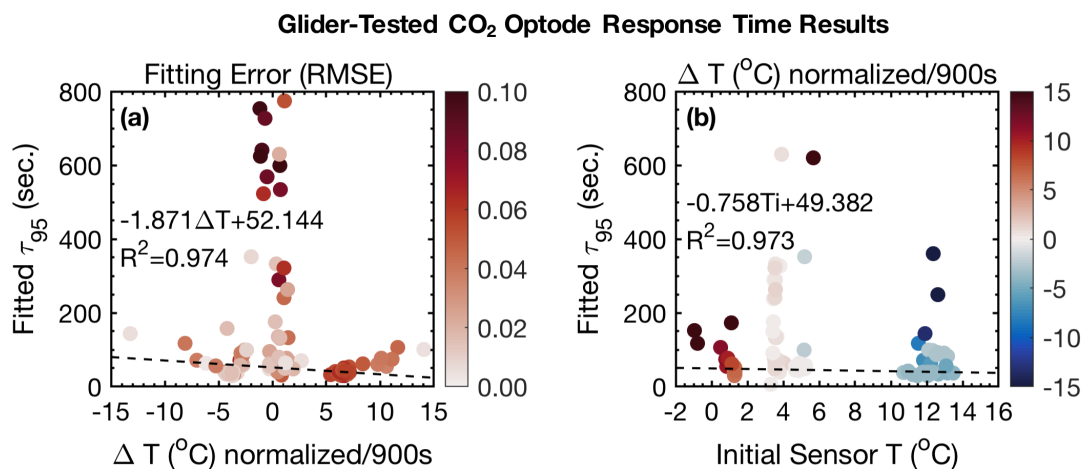 Glider-Tested CO₂ Optode Response Time Results
Fitting Error (RMSE)
Δ T (°C) normalized/900s
(a)
-1.871ΔT+52.144
R²=0.974
Fitted τ₉₅ (sec.)
800
600
400
200
0
-15 -10 -5 0 5 10 15
Δ T (°C) normalized/900s
0.10
0.08
0.06
0.04
0.02
0.00
(b)
-0.758Ti+49.382
R²=0.973
Fitted τ₉₅ (sec.)
800
600
400
200
0
-2 0 2 4 6 8 10 12 14 16
Initial Sensor T (°C)
15
10
5
0
-5
-10
-15